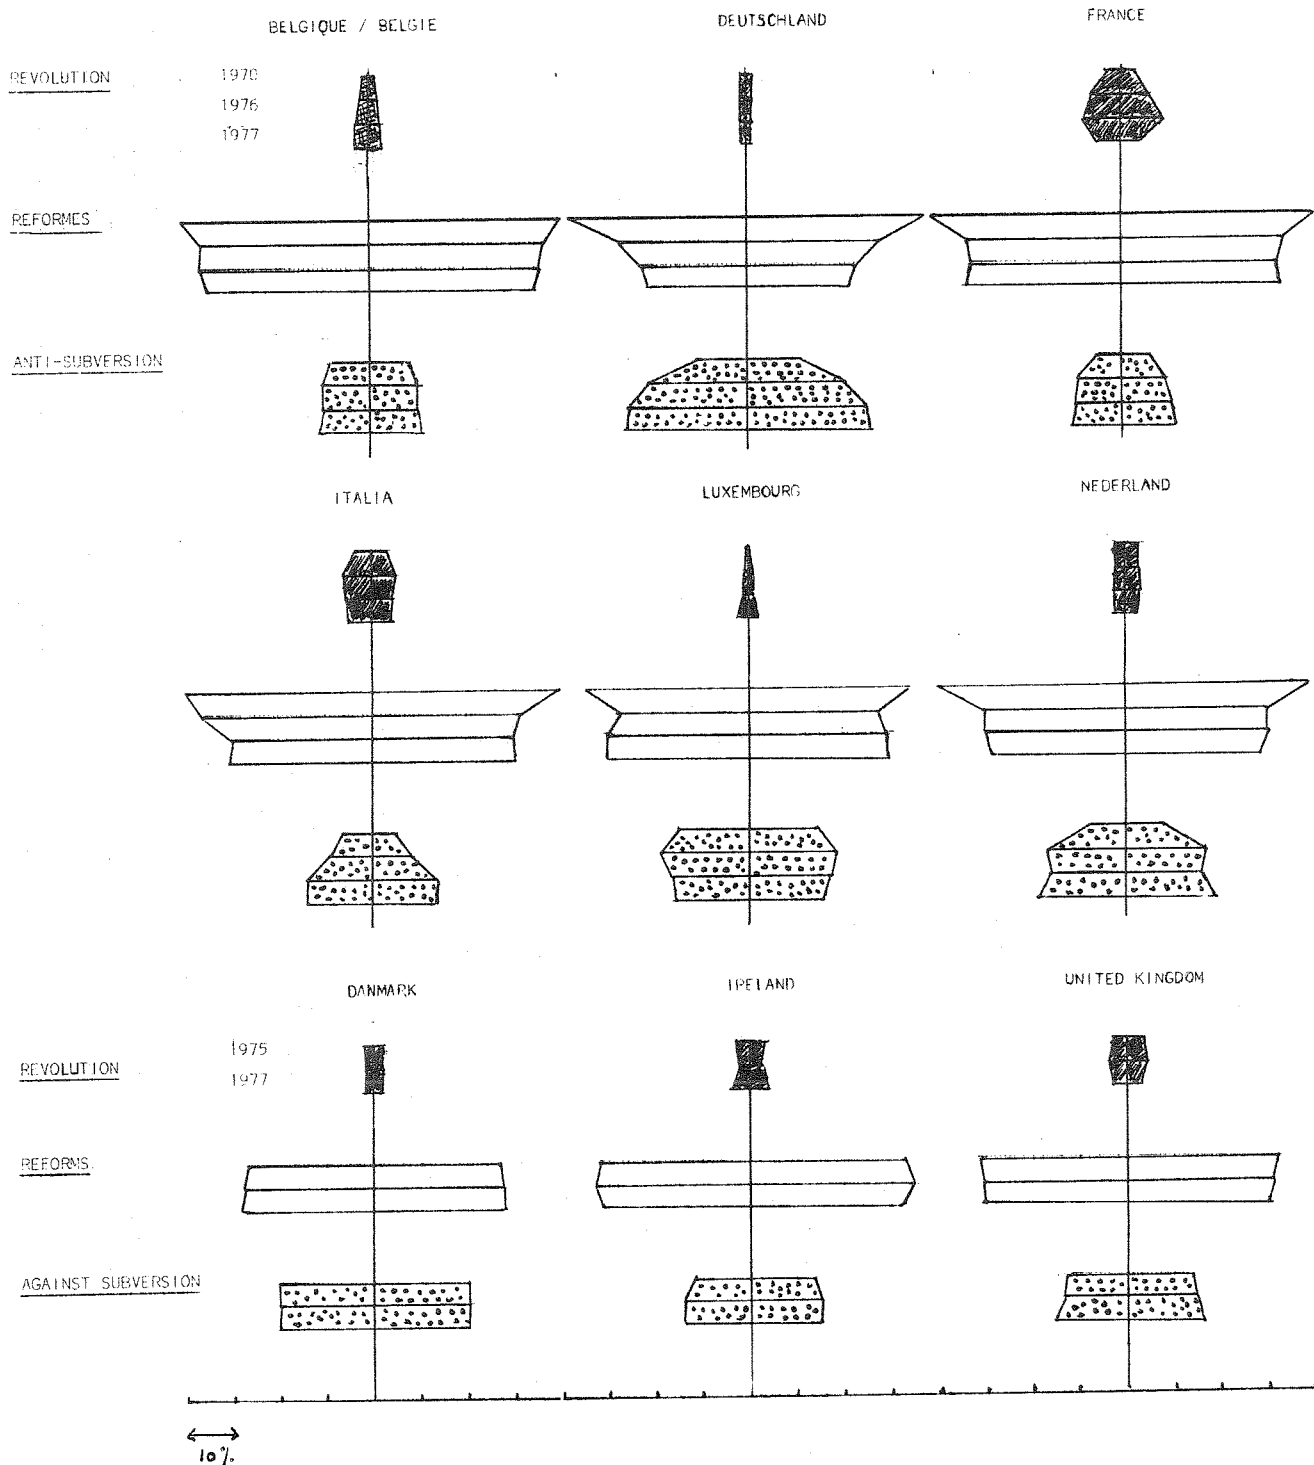 BELGIQUE / BELGIE
DEUTSCHLAND
FRANCE
REVOLUTION
1970
1976
1977
REFORMES
ANTI-SUBVERSION
ITALIA
LUXEMBOURG
NEDERLAND
DANMARK
IRELAND
UNITED KINGDOM
REVOLUTION
1975
1977
REFORMS
AGAINST SUBVERSION
10%